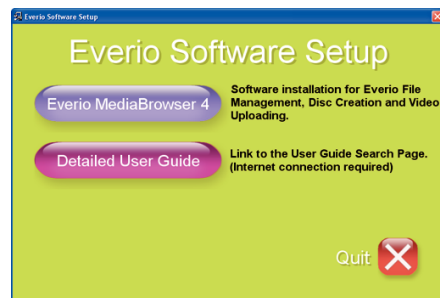 Everio Software Setup
Everio Software Setup
Everio MediaBrowser 4
Software installation for Everio File
Management, Disc Creation and Video
Uploading.
Detailed User Guide
Link to the User Guide Search Page.
(Internet connection required)
Quit